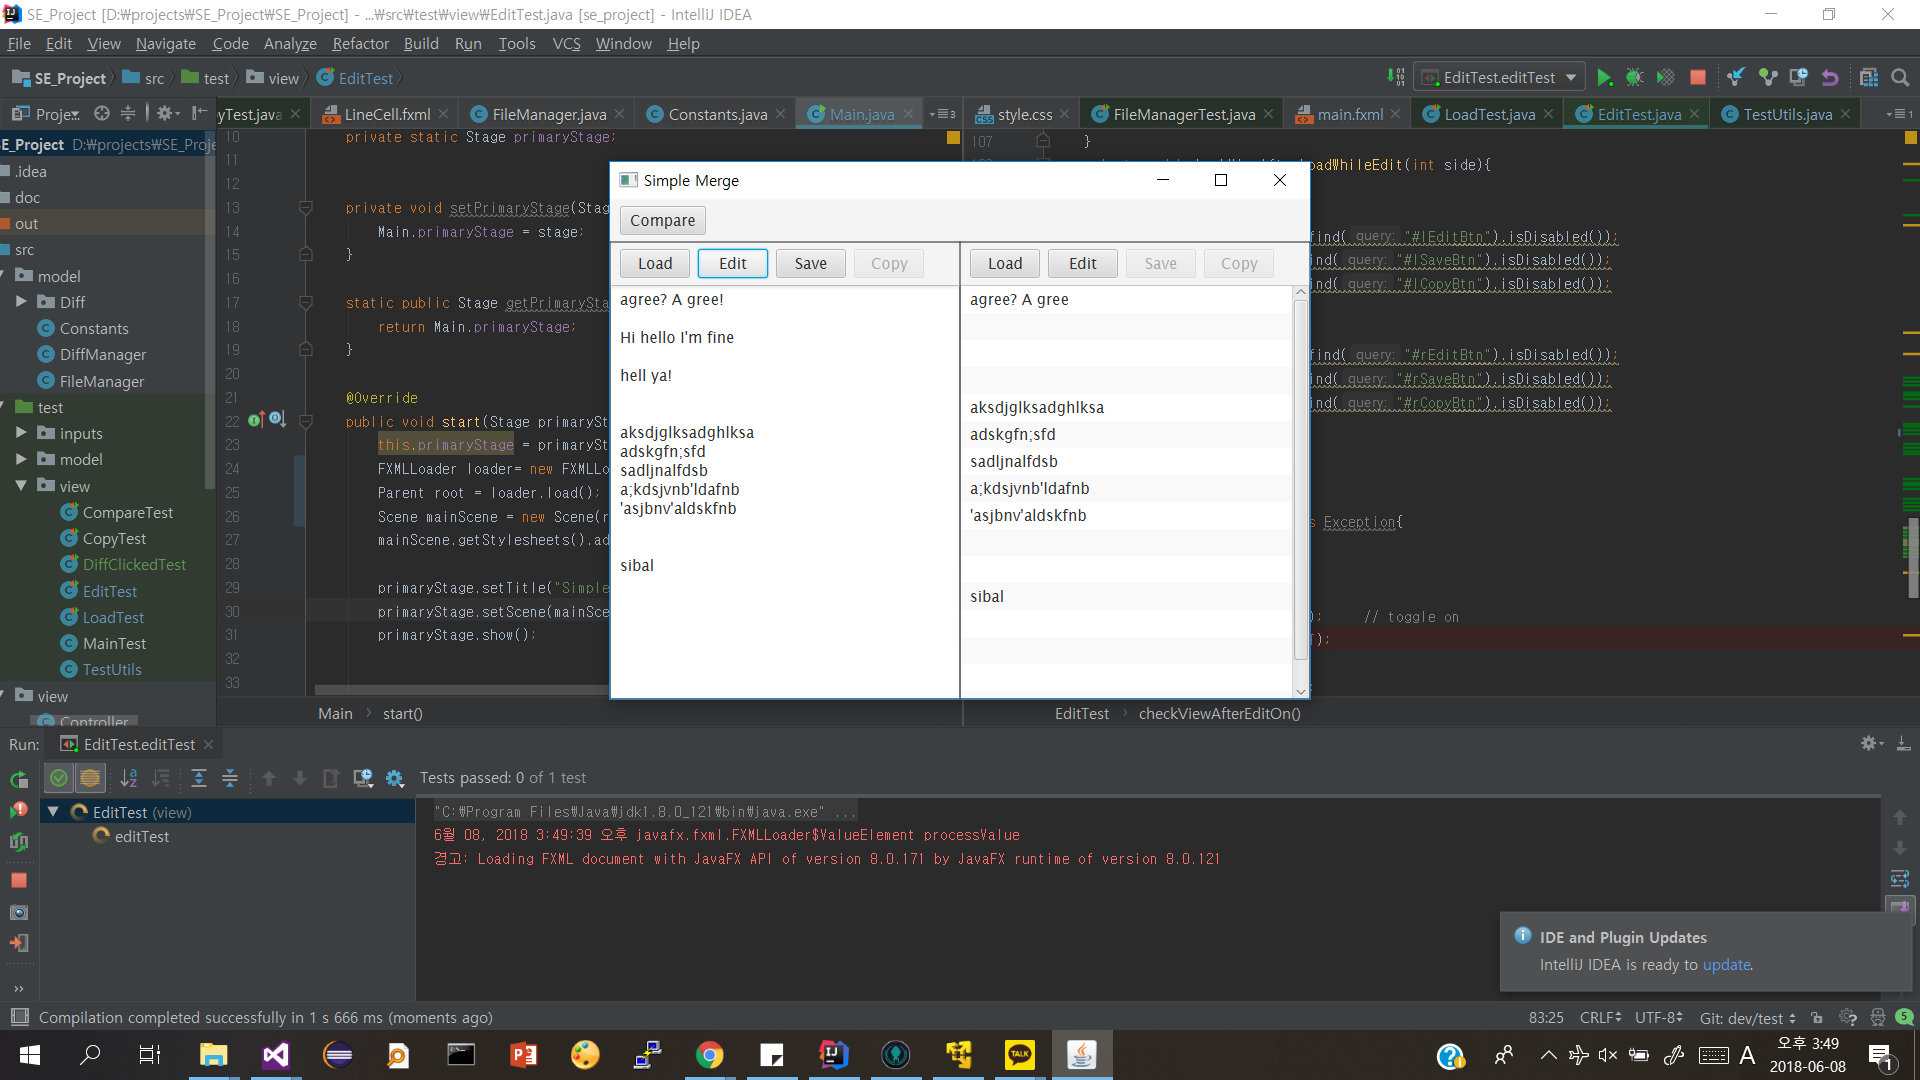 SE_Project [D:₩projects₩SE_Project₩SE_Project] - ...₩src₩test₩view₩EditTest.java [se_project] - IntelliJ IDEA
File Edit View Navigate Code Analyze Refactor Build Run Tools VCS Window Help
SE_Project src test view EditTest
EditTest.editTest
Proje
yTest.java LineCell.fxml FileManager.java Constants.java Main.java
style.css FileManagerTest.java main.fxml LoadTest.java EditTest.java TestUtils.java
E_Project D:₩projects₩SE_Proje
.idea
doc
out
src
model
Diff
Constants
DiffManager
FileManager
test
inputs
model
view
CompareTest
CopyTest
DiffClickedTest
EditTest
LoadTest
MainTest
TestUtils
view
Controller
10 private static Stage primaryStage;
11
12
13 private void setPrimaryStage(Stag
14 Main.primaryStage = stage;
15 }
16
17 static public Stage getPrimarySta
18 return Main.primaryStage;
19 }
20
21 @Override
22 public void start(Stage primarySt
23 this.primaryStage = primarySt
24 FXMLLoader loader= new FXMLLo
25 Parent root = loader.load();
26 Scene mainScene = new Scene(r
27 mainScene.getStylesheets().ad
28
29 primaryStage.setTitle("Simple
30 primaryStage.setScene(mainSce
31 primaryStage.show();
32
33
Main start()
Simple Merge
Compare
Load Edit Save Copy
agree? A gree!
Hi hello I'm fine
hell ya!
aksdjglksadghlksa
adskgfn;sfd
sadljnalfdsb
a;kdsjvnb'ldafnb
'asjbnv'aldskfnb
sibal
Load Edit Save Copy
agree? A gree
aksdjglksadghlksa
adskgfn;sfd
sadljnalfdsb
a;kdsjvnb'ldafnb
'asjbnv'aldskfnb
sibal
107 }
oadWhileEdit(int side){
ind( query: "#lEditBtn").isDisabled());
ind( query: "#lSaveBtn").isDisabled());
ind( query: "#lCopyBtn").isDisabled());
ind( query: "#rEditBtn").isDisabled());
ind( query: "#rSaveBtn").isDisabled());
ind( query: "#rCopyBtn").isDisabled());
s Exception{
); // toggle on
);
EditTest checkViewAfterEditOn()
Run: EditTest.editTest
Tests passed: 0 of 1 test
EditTest (view)
editTest
"C:₩Program Files₩Java₩jdk1.8.0_121₩bin₩java.exe" ...
6월 08, 2018 3:49:39 오후 javafx.fxml.FXMLLoader$ValueElement processValue
경고: Loading FXML document with JavaFX API of version 8.0.171 by JavaFX runtime of version 8.0.121
IDE and Plugin Updates
IntelliJ IDEA is ready to update.
Compilation completed successfully in 1 s 666 ms (moments ago)
83:25 CRLF UTF-8 Git: dev/test 5
TALK
A
오후 3:49
2018-06-08
1